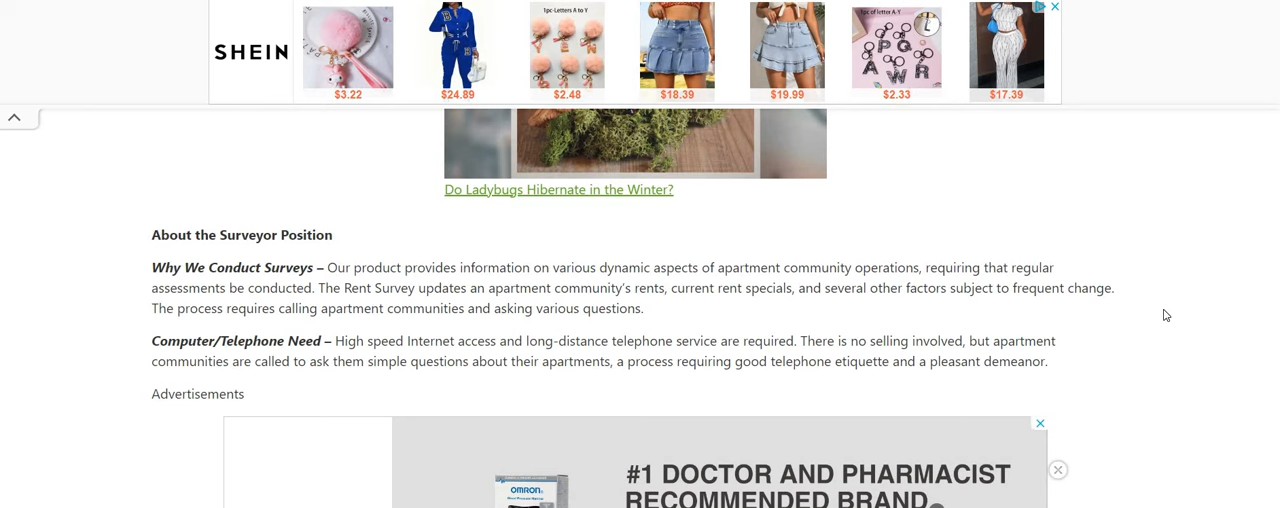 SHEIN
1pc-Letters A to Y
1pc of letter A-Y
L
$3.22
$24.89
$2.48
$18.39
$19.99
$2.33
$17.39
Do Ladybugs Hibernate in the Winter?
About the Surveyor Position
Why We Conduct Surveys – Our product provides information on various dynamic aspects of apartment community operations, requiring that regular
assessments be conducted. The Rent Survey updates an apartment community’s rents, current rent specials, and several other factors subject to frequent change.
The process requires calling apartment communities and asking various questions.
Computer/Telephone Need – High speed Internet access and long-distance telephone service are required. There is no selling involved, but apartment
communities are called to ask them simple questions about their apartments, a process requiring good telephone etiquette and a pleasant demeanor.
Advertisements
#1 DOCTOR AND PHARMACIST
RECOMMENDED BRAND
OMRON